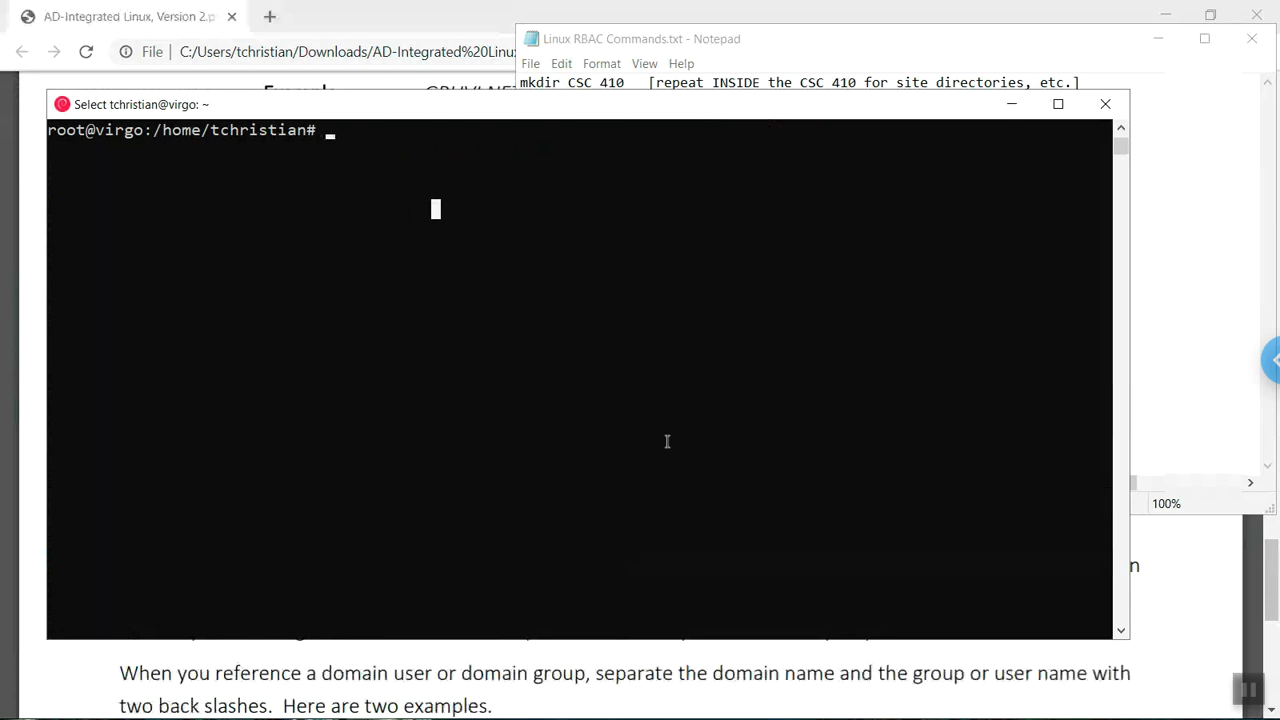 AD-Integrated Linux, Version 2.p
File
C:/Users/tchristian/Downloads/AD-Integrated%20Linux
Linux RBAC Commands.txt - Notepad
File Edit Format View Help
mkdir CSC 410 [repeat INSIDE the CSC 410 for site directories, etc.]
Select tchristian@virgo: ~
root@virgo:/home/tchristian#
100%
n
When you reference a domain user or domain group, separate the domain name and the group or user name with
two back slashes. Here are two examples.